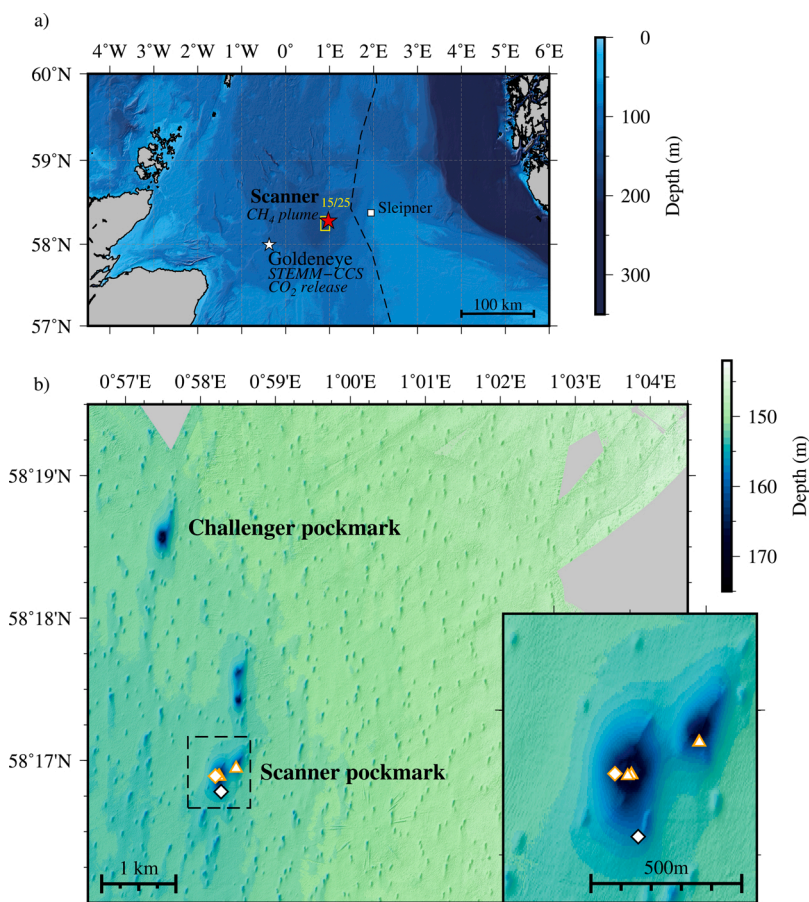 a)
4˚W 3˚W 2˚W 1˚W 0˚ 1˚E 2˚E 3˚E 4˚E 5˚E 6˚E
60˚N
59˚N
58˚N
57˚N
Scanner
15/25
CH₄ plume
Sleipner
Goldeneye
STEMM−CCS
CO₂ release
100 km
0
100
200
300
Depth (m)
b)
0˚57'E 0˚58'E 0˚59'E 1˚00'E 1˚01'E 1˚02'E 1˚03'E 1˚04'E
58˚19'N
58˚18'N
58˚17'N
Challenger pockmark
Scanner pockmark
1 km
500m
150
160
170
Depth (m)